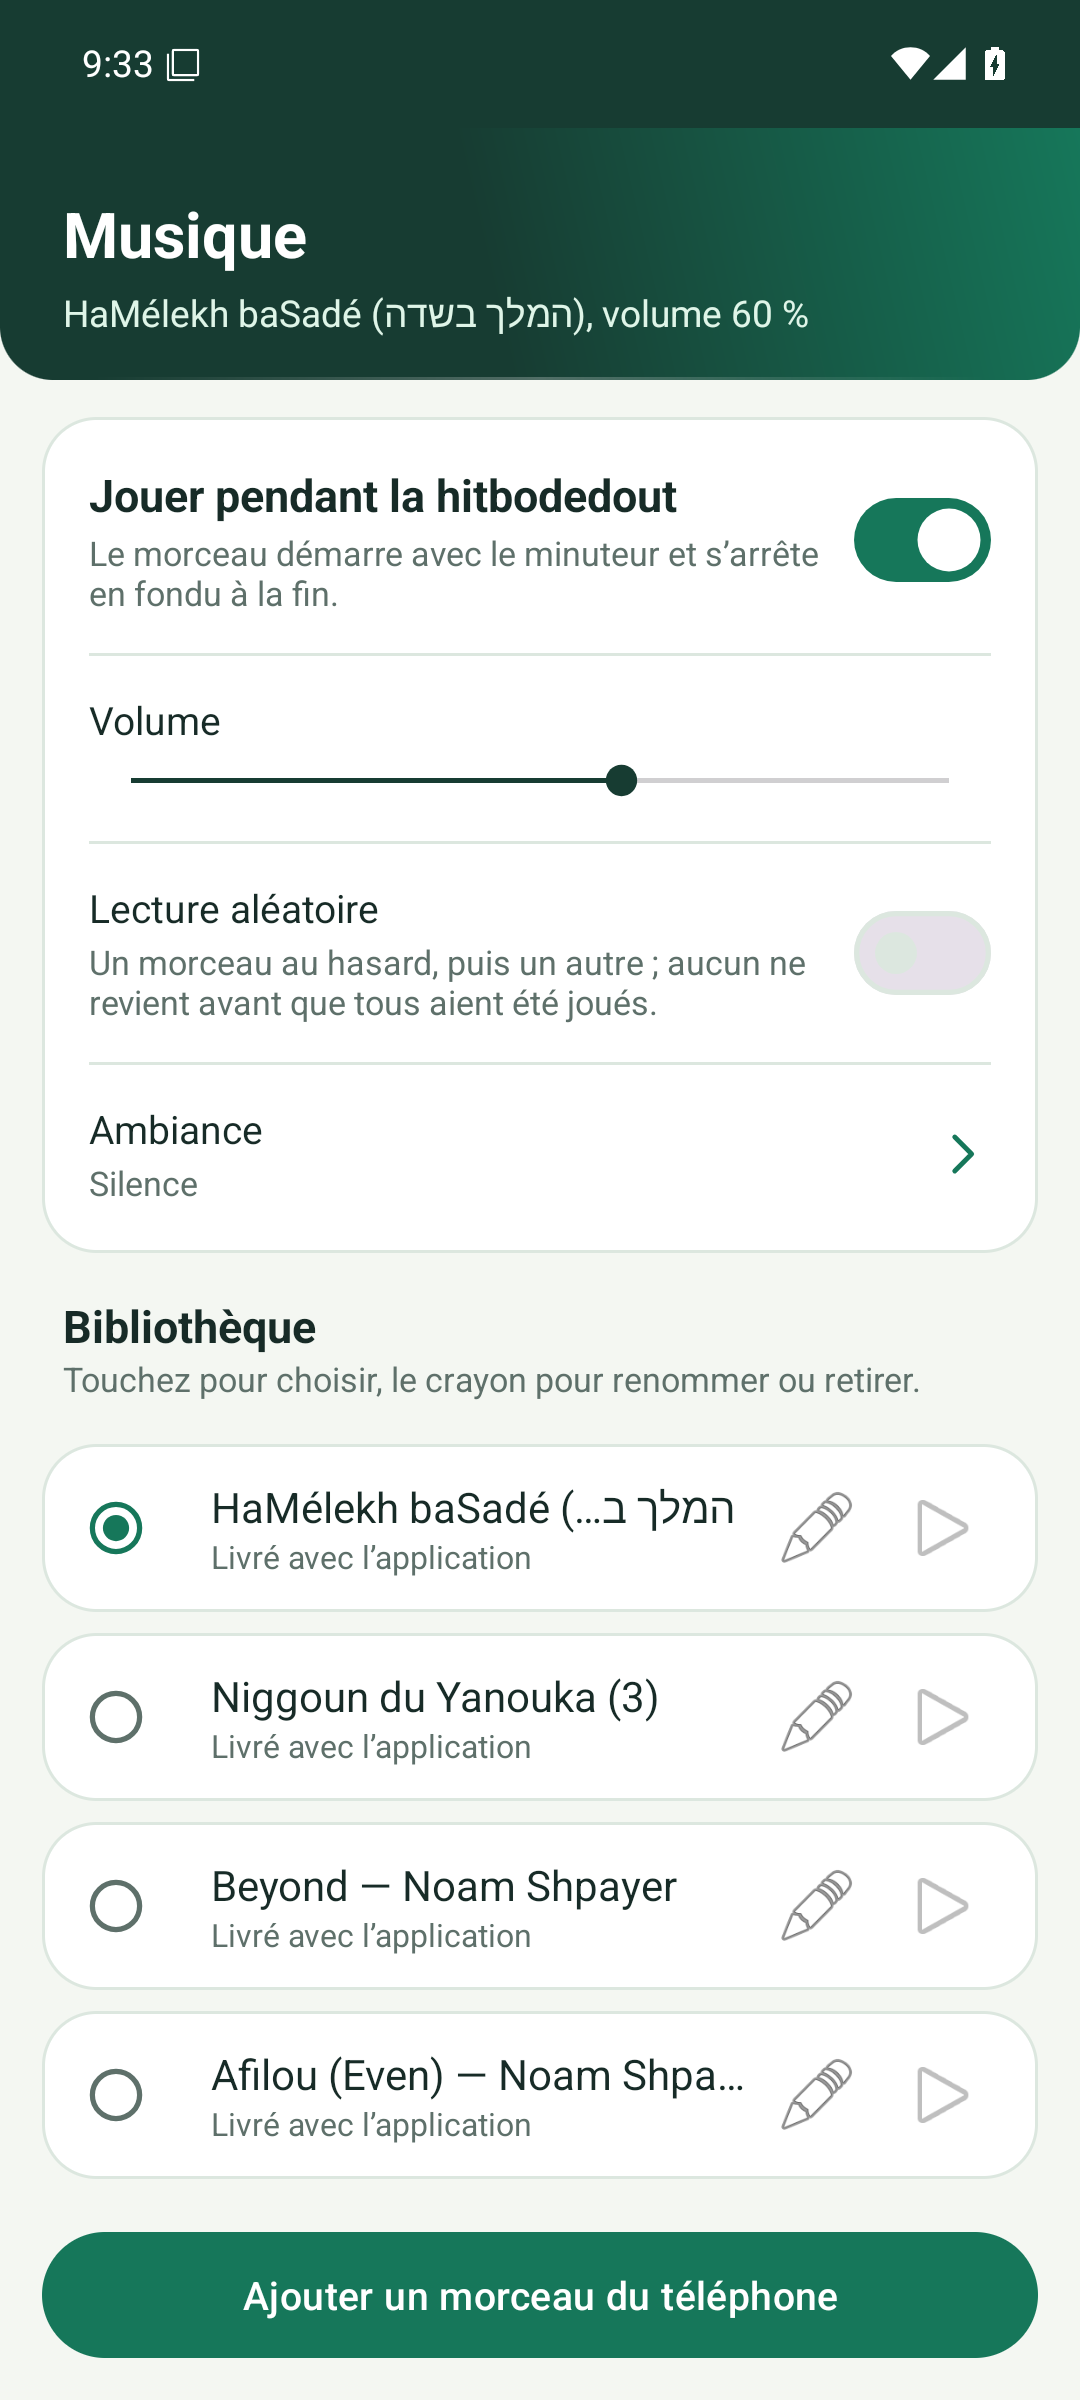 9:33
Musique
HaMélekh baSadé (המלך בשדה), volume 60 %
Jouer pendant la hitbodedout
Le morceau démarre avec le minuteur et s’arrête
en fondu à la fin.
Volume
Lecture aléatoire
Un morceau au hasard, puis un autre ; aucun ne
revient avant que tous aient été joués.
Ambiance
Silence
Bibliothèque
Touchez pour choisir, le crayon pour renommer ou retirer.
HaMélekh baSadé (המלך ב…
Livré avec l’application
Niggoun du Yanouka (3)
Livré avec l’application
Beyond — Noam Shpayer
Livré avec l’application
Afilou (Even) — Noam Shpa…
Livré avec l’application
Ajouter un morceau du téléphone